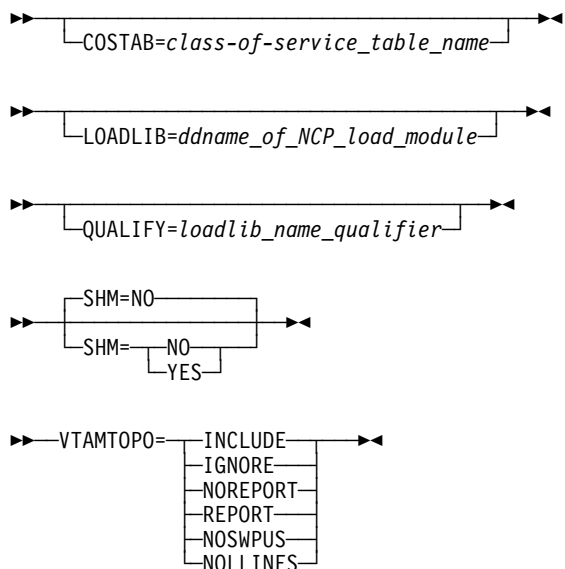 COSTAB=class-of-service_table_name
LOADLIB=ddname_of_NCP_load_module
QUALIFY=loadlib_name_qualifier
SHM=NO
SHM= NO
YES
VTAMTOPO= INCLUDE
IGNORE
NOREPORT
REPORT
NOSWPUS
NOLLINES